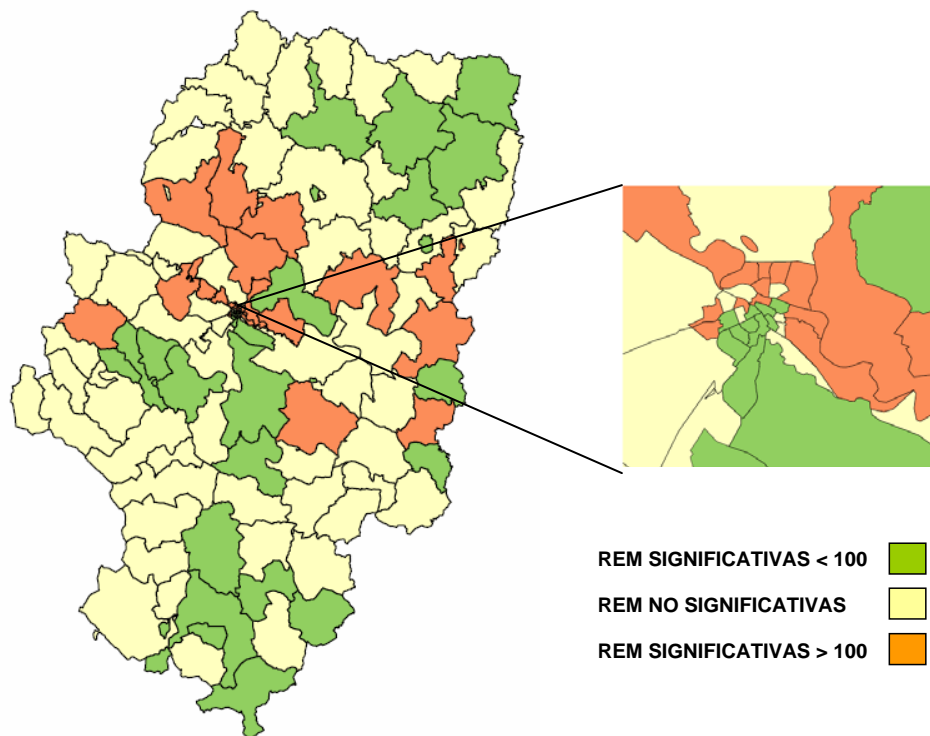 REM SIGNIFICATIVAS < 100
REM NO SIGNIFICATIVAS
REM SIGNIFICATIVAS > 100